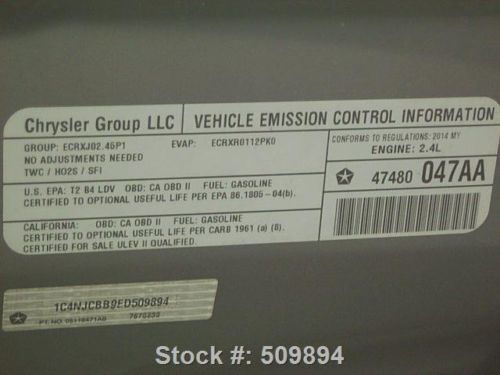 Chrysler Group LLC
VEHICLE EMISSION CONTROL INFORMATION
GROUP: ECRXJ02.45P1 EVAP: ECRXR0112PK0
NO ADJUSTMENTS NEEDED
TWC / HO2S / SFI
CONFORMS TO REGULATIONS: 2014 MY
ENGINE: 2.4L
47480 047AA
U.S. EPA: T2 B4 LDV OBD: CA OBD II FUEL: GASOLINE
CERTIFIED TO OPTIONAL USEFUL LIFE PER EPA 86.1805-04(b).
CALIFORNIA: OBD: CA OBD II FUEL: GASOLINE
CERTIFIED TO OPTIONAL USEFUL LIFE PER CARB 1961 (a) (8).
CERTIFIED FOR SALE ULEV II QUALIFIED.
1C4NJCBB9ED509894
PT. NO.
Stock #: 509894